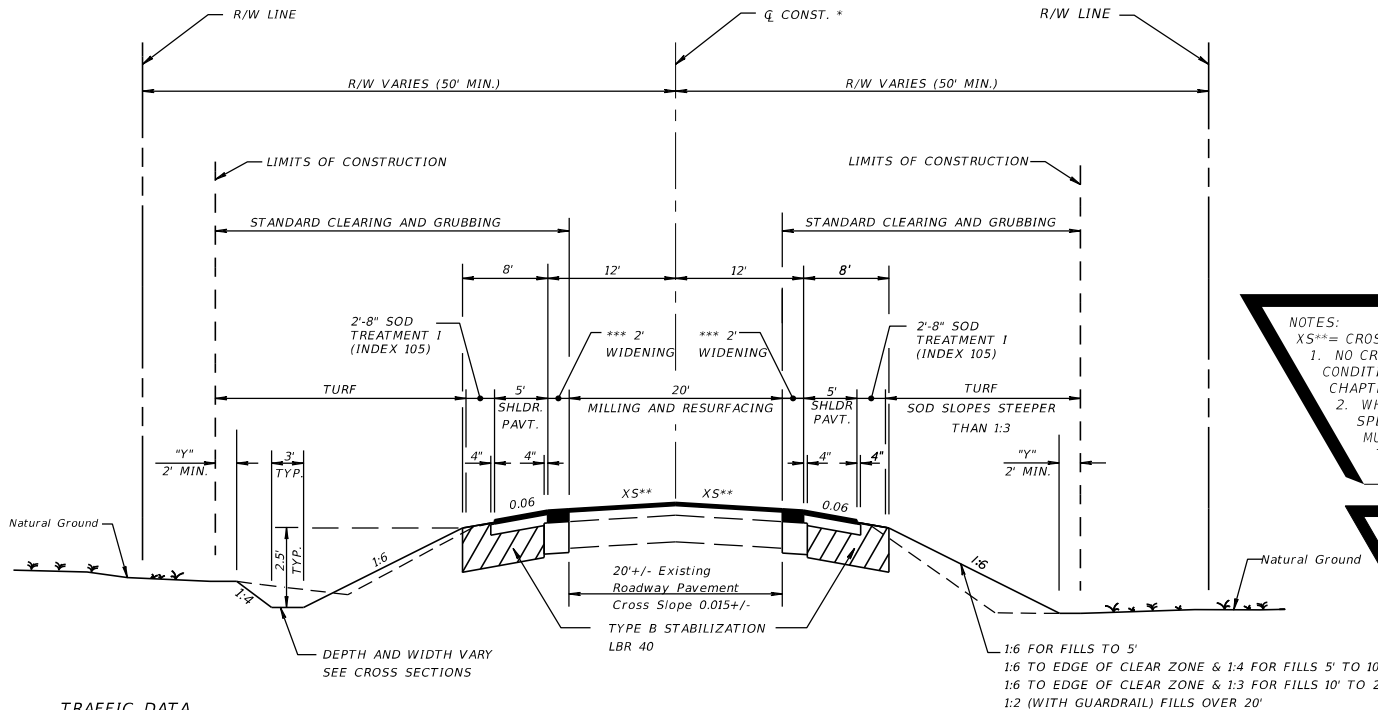 R/W LINE
℄ CONST. *
R/W LINE
R/W VARIES (50' MIN.)
R/W VARIES (50' MIN.)
LIMITS OF CONSTRUCTION
LIMITS OF CONSTRUCTION
STANDARD CLEARING AND GRUBBING
STANDARD CLEARING AND GRUBBING
8'
12'
12'
8'
2'-8" SOD
TREATMENT I
(INDEX 105)
*** 2'
WIDENING
*** 2'
WIDENING
2'-8" SOD
TREATMENT I
(INDEX 105)
NOTES:
XS**= CROS
1. NO CR
CONDITI
CHAPT
2. WH
SPE
MU
TURF
5'
SHLDR.
PAVT.
20'
MILLING AND RESURFACING
5'
SHLDR
PAVT.
TURF
SOD SLOPES STEEPER
THAN 1:3
"Y"
2' MIN.
3'
TYP.
4"
4"
4"
4"
"Y"
2' MIN.
0.06
XS**
XS**
0.06
Natural Ground
2.5'
TYP.
1:6
1:4
1:6
Natural Ground
20'+/- Existing
Roadway Pavement
Cross Slope 0.015+/-
TYPE B STABILIZATION
LBR 40
DEPTH AND WIDTH VARY
SEE CROSS SECTIONS
1:6 FOR FILLS TO 5'
1:6 TO EDGE OF CLEAR ZONE & 1:4 FOR FILLS 5' TO 10
1:6 TO EDGE OF CLEAR ZONE & 1:3 FOR FILLS 10' TO 2
1:2 (WITH GUARDRAIL) FILLS OVER 20'
TRAFFIC DATA